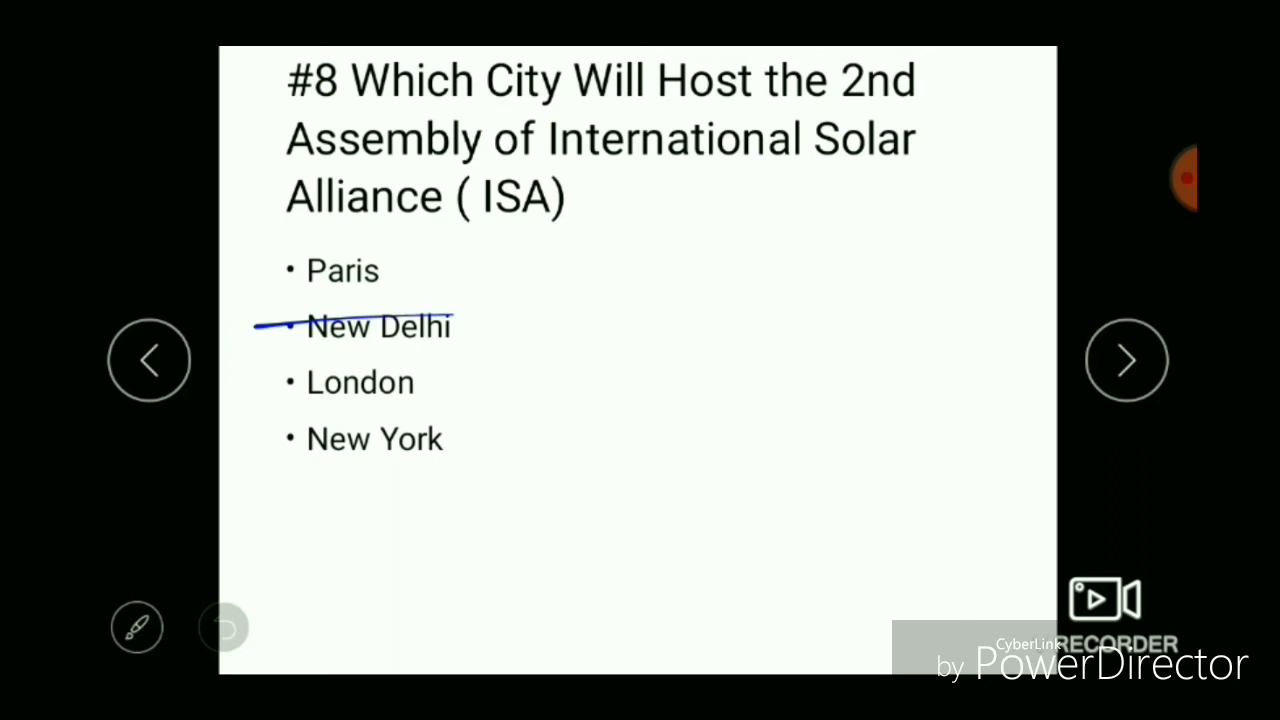 #8 Which City Will Host the 2nd
Assembly of International Solar
Alliance ( ISA)
• Paris
• New Delhi
• London
• New York
RECORDER
CyberLink
by PowerDirector